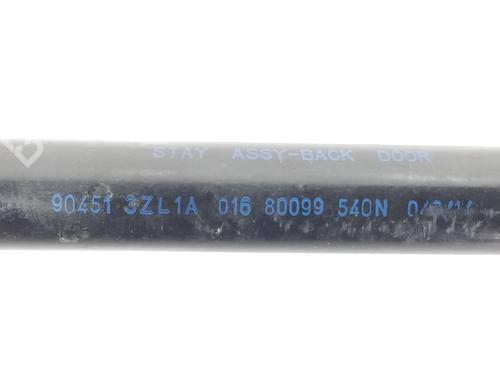 STAY ASSY-BACK DOOR
90451 3ZL1A 016 80099 540N